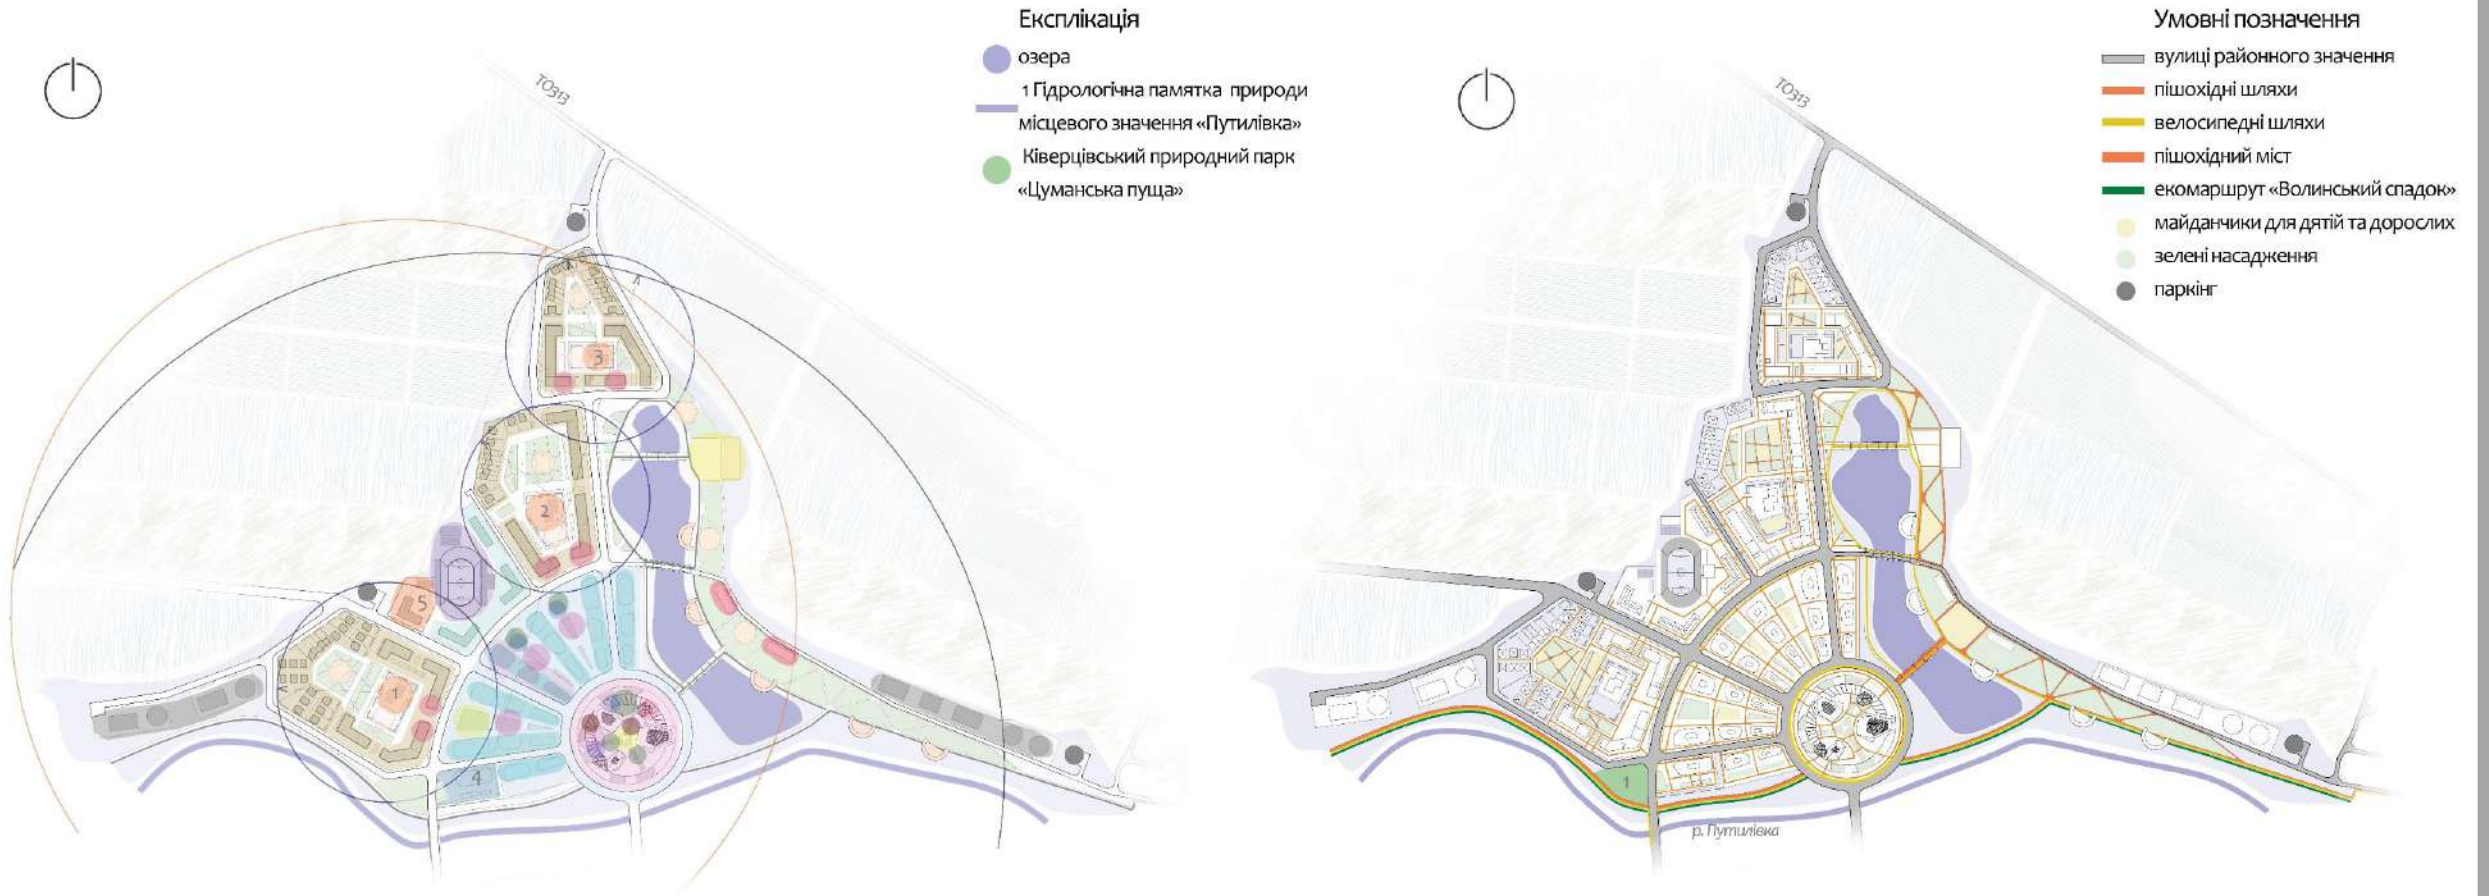 Експлікація
озера
1 Гідрологічна памятка природи
місцевого значення «Путилівка»
Ківерцівський природний парк
«Цуманська пуща»
ТО313
3
2
5
1
4
Умовні позначення
вулиці районного значення
пішохідні шляхи
велосипедні шляхи
пішохідний міст
екомаршрут «Волинський спадок»
майданчики для дятій та дорослих
зелені насадження
паркінг
ТО313
1
р. Путилівка